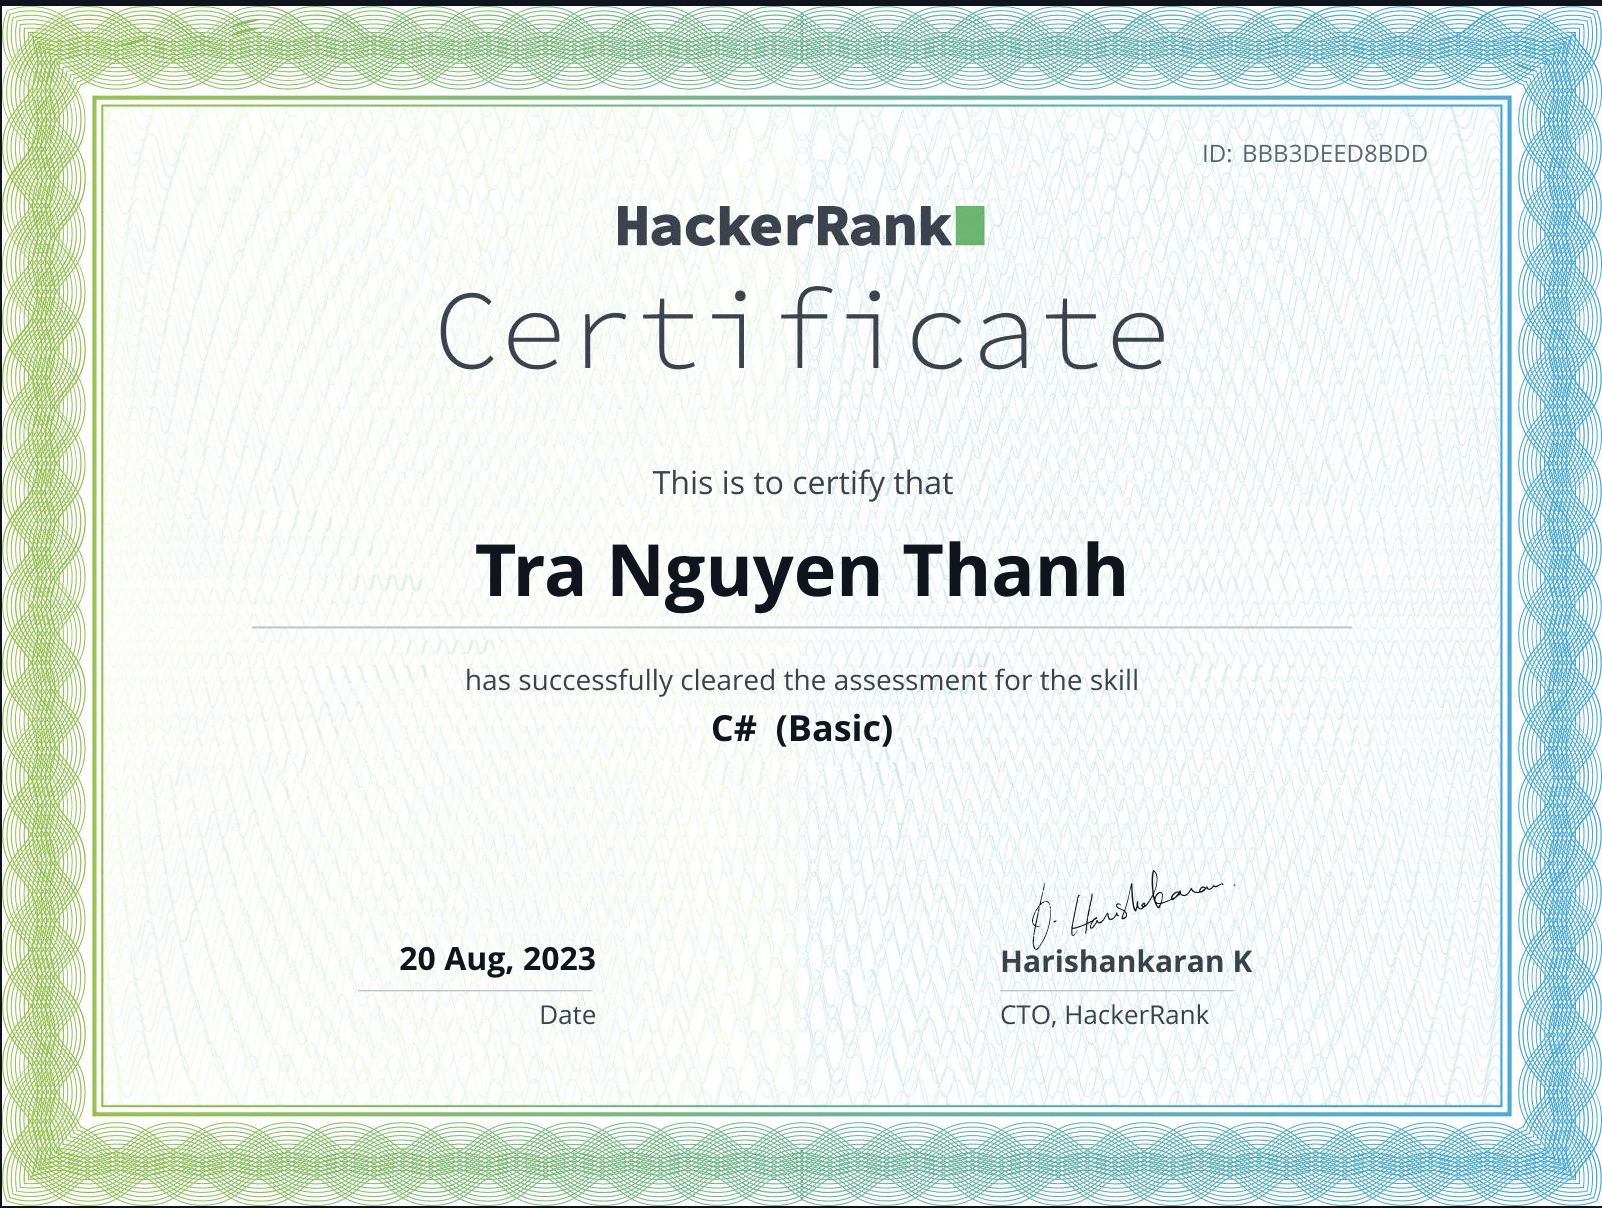 ID: BBB3DEED8BDD
HackerRank
Certificate
This is to certify that
Tra Nguyen Thanh
has successfully cleared the assessment for the skill
C# (Basic)
20 Aug, 2023
Date
Harishankaran K
CTO, HackerRank